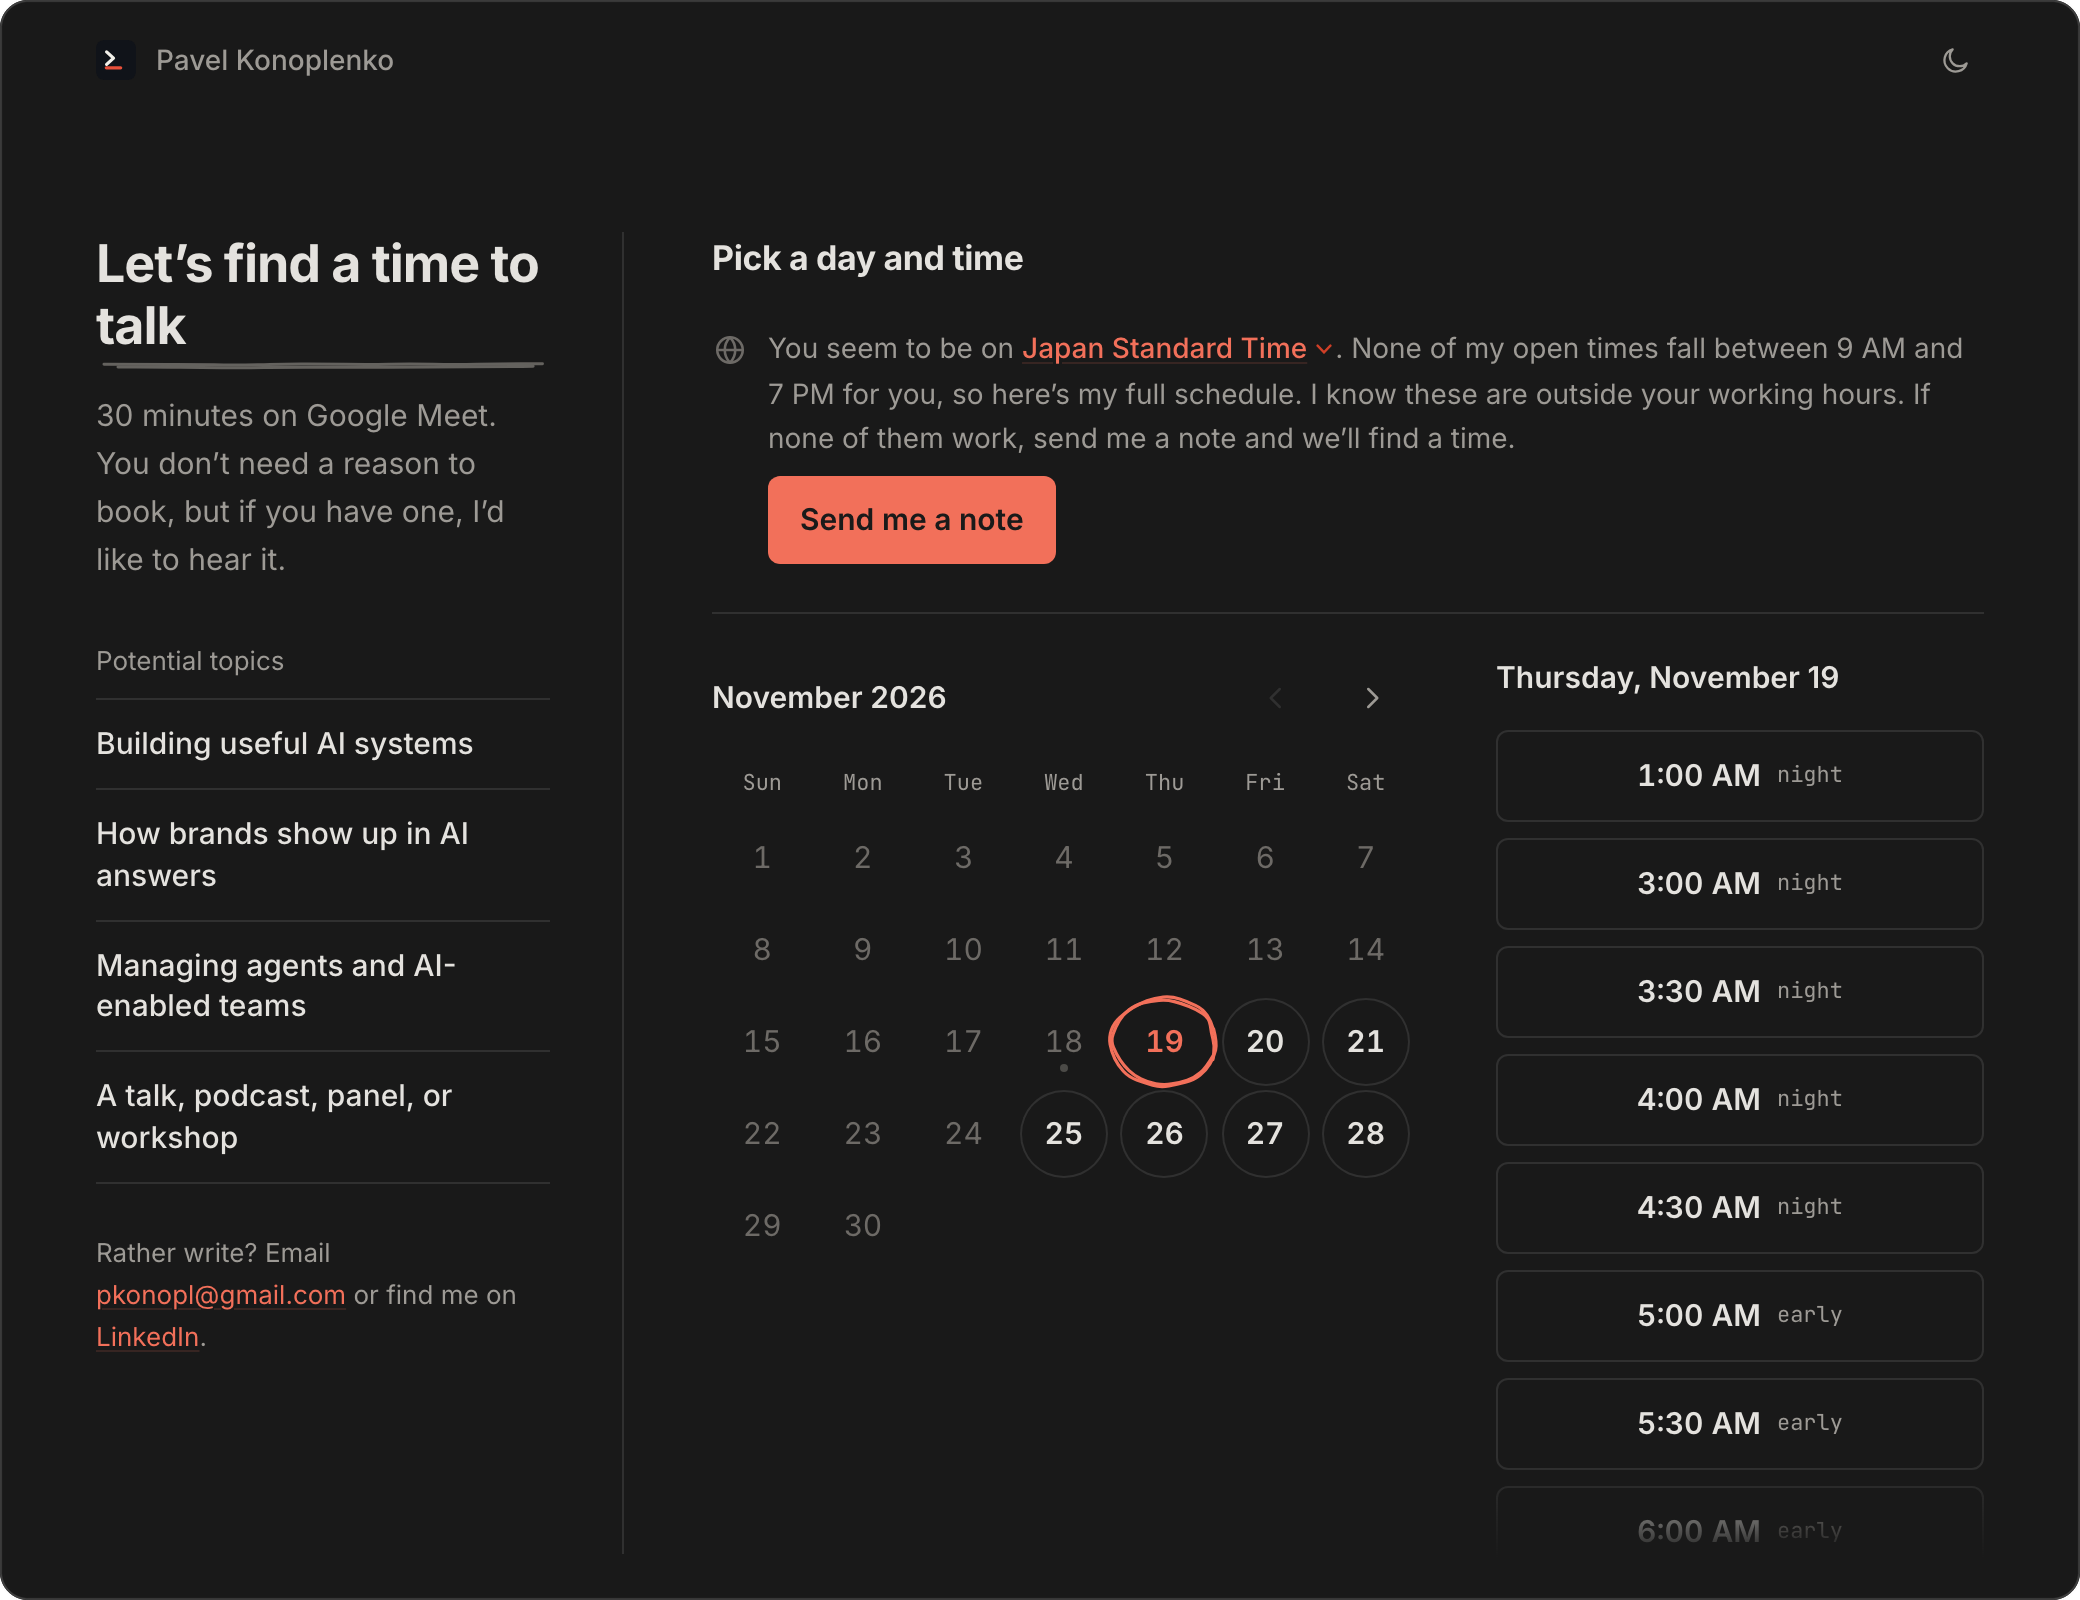 Pavel Konoplenko
Let’s find a time to
talk
30 minutes on Google Meet.
You don’t need a reason to
book, but if you have one, I’d
like to hear it.
Potential topics
Building useful AI systems
How brands show up in AI
answers
Managing agents and AI-
enabled teams
A talk, podcast, panel, or
workshop
Rather write? Email
pkonopl@gmail.com or find me on
LinkedIn.
Pick a day and time
You seem to be on Japan Standard Time. None of my open times fall between 9 AM and
7 PM for you, so here’s my full schedule. I know these are outside your working hours. If
none of them work, send me a note and we’ll find a time.
Send me a note
November 2026
Sun Mon Tue Wed Thu Fri Sat
1 2 3 4 5 6 7
8 9 10 11 12 13 14
15 16 17 18 19 20 21
22 23 24 25 26 27 28
29 30
Thursday, November 19
1:00 AM night
3:00 AM night
3:30 AM night
4:00 AM night
4:30 AM night
5:00 AM early
5:30 AM early
6:00 AM early